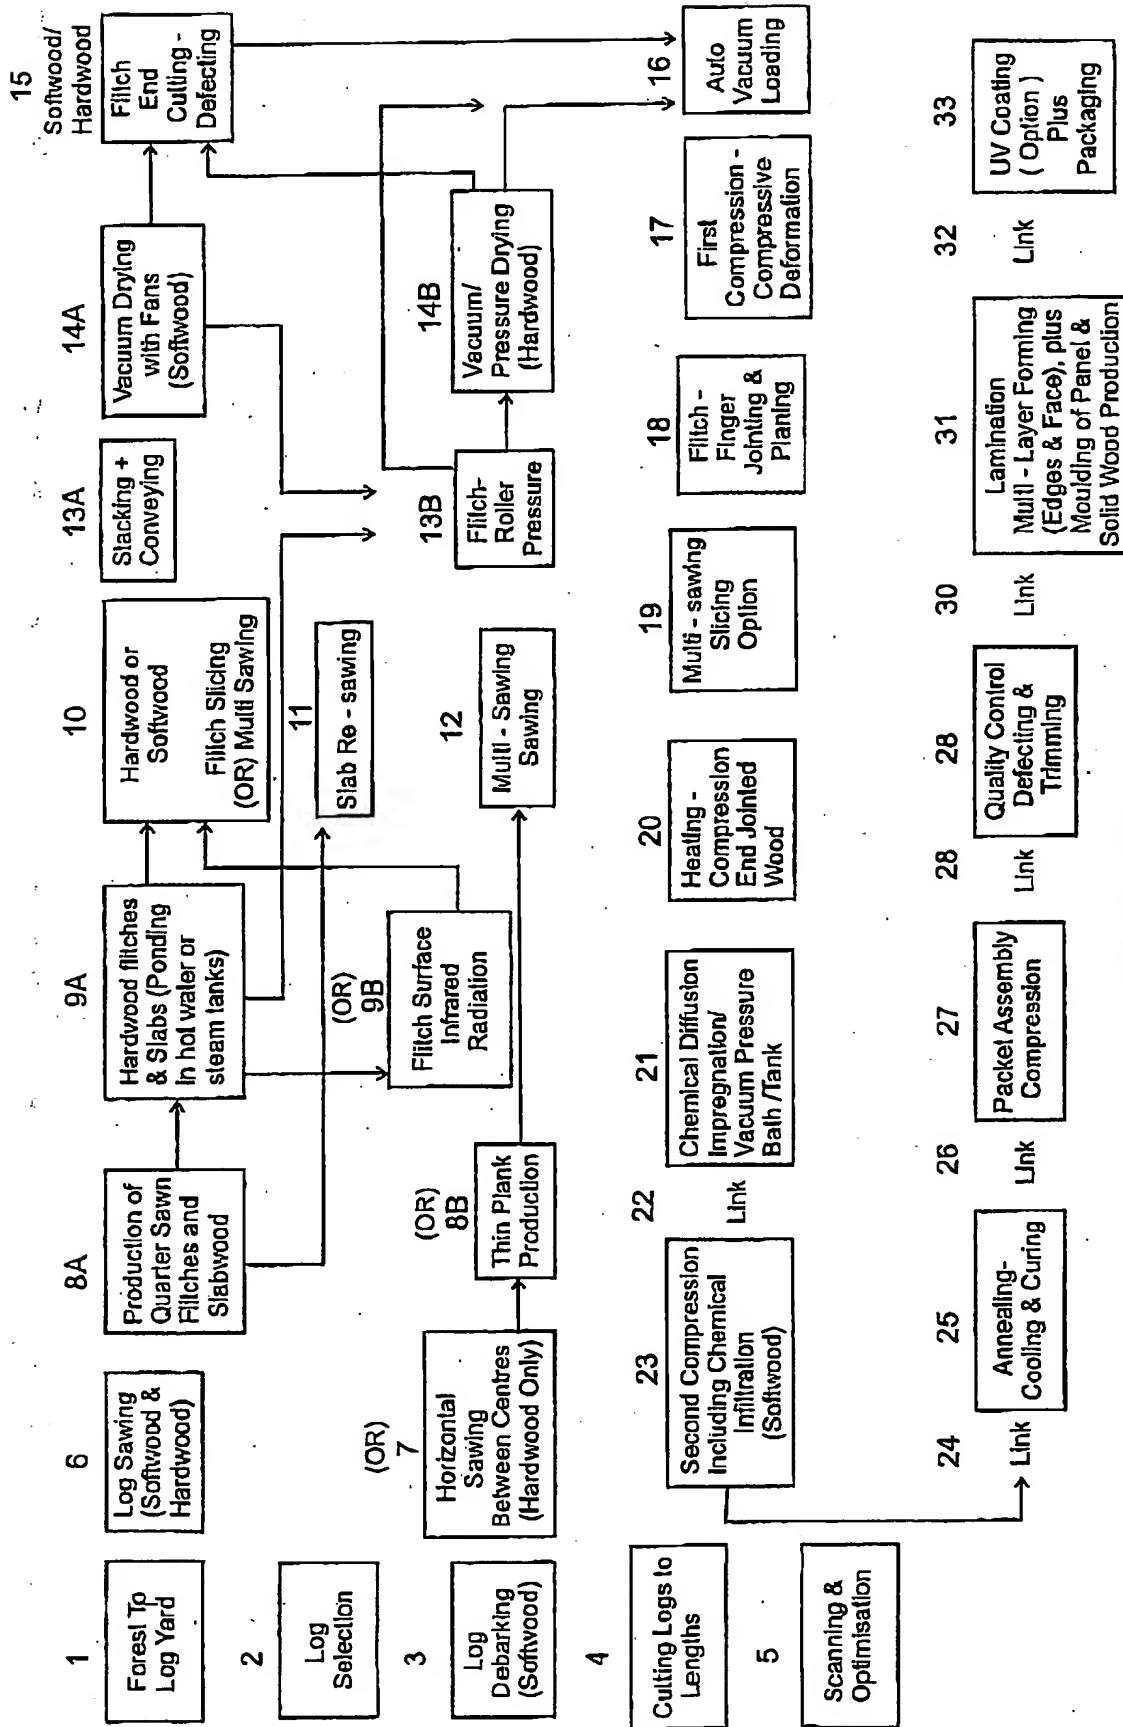 1
Forest To
Log Yard
2
Log
Selection
3
Log
Debarking
(Softwood)
4
Cutting Logs to
Lengths
5
Scanning &
Optimisation
6
Log Sawing
(Softwood &
Hardwood)
(OR)
7
Horizontal
Sawing
Between Centres
(Hardwood Only)
8A
Production of
Quarter Sawn
Flitches and
Slabwood
(OR)
8B
Thin Plank
Production
9A
Hardwood flitches
& Slabs (Ponding
in hot water or
steam tanks)
(OR)
9B
Flitch Surface
Infrared
Radiation
10
Hardwood or
Softwood
Flitch Slicing
(OR) Multi Sawing
11
Slab Re - sawing
12
Multi - Sawing
Sawing
13A
Stacking +
Conveying
13B
Flitch-
Roller
Pressure
14A
Vacuum Drying
with Fans
(Softwood)
14B
Vacuum/
Pressure Drying
(Hardwood)
15
Softwood/
Hardwood
Flitch
End
Cutting -
Defecting
16
Auto
Vacuum
Loading
17
First
Compression -
Compressive
Deformation
18
Flitch -
Finger
Jointing &
Planing
19
Multi - sawing
Slicing
Option
20
Heating -
Compression
End Jointed
Wood
21
Chemical Diffusion
Impregnation/
Vacuum Pressure
Bath /Tank
22
Link
23
Second Compression
Including Chemical
Infiltration
(Softwood)
24
Link
25
Annealing-
Cooling & Curing
26
Link
27
Packet Assembly
Compression
28
Link
28
Quality Control
Defecting &
Trimming
30
Link
31
Lamination
Multi - Layer Forming
(Edges & Face), plus
Moulding of Panel &
Solid Wood Production
32
Link
33
UV Coating
( Option )
Plus
Packaging